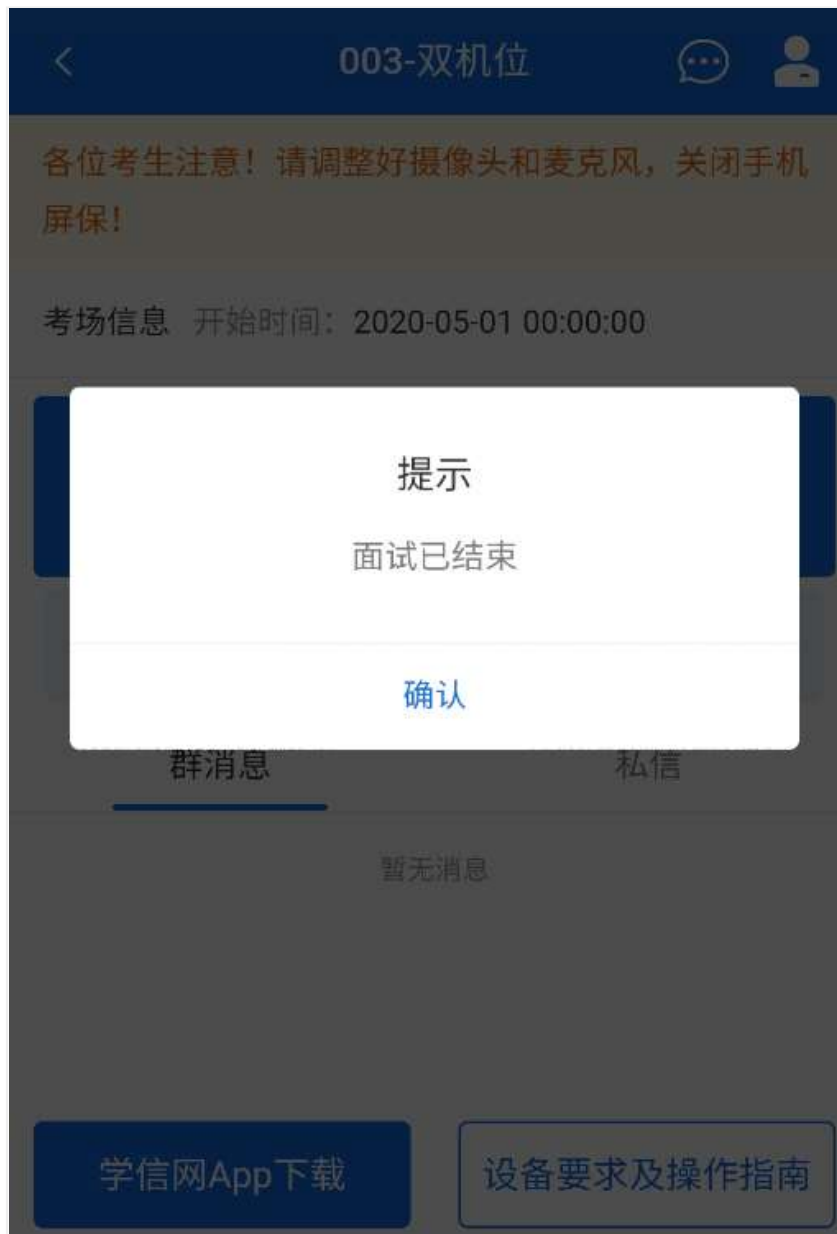 003-双机位
各位考生注意！请调整好摄像头和麦克风，关闭手机
屏保！
考场信息 开始时间：2020-05-01 00:00:00
提示
面试已结束
确认
群消息 私信
暂无消息
学信网App下载 设备要求及操作指南